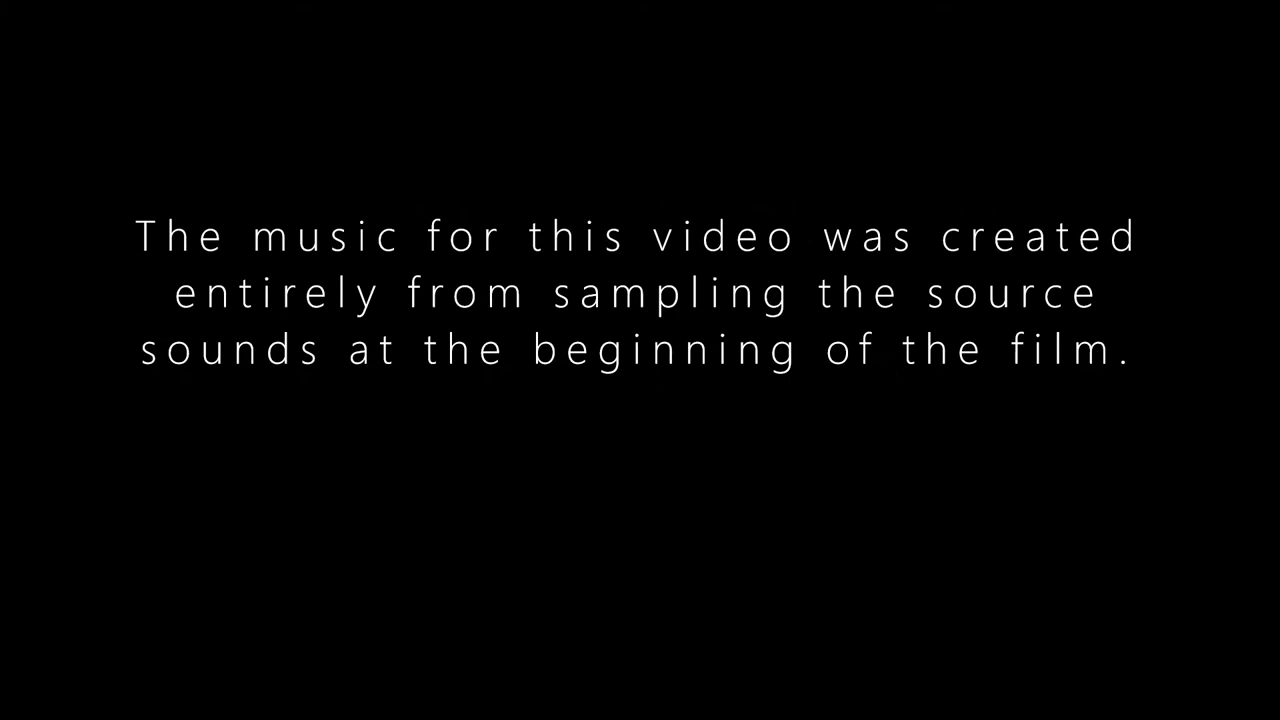 The music for this video was created
entirely from sampling the source
sounds at the beginning of the film.